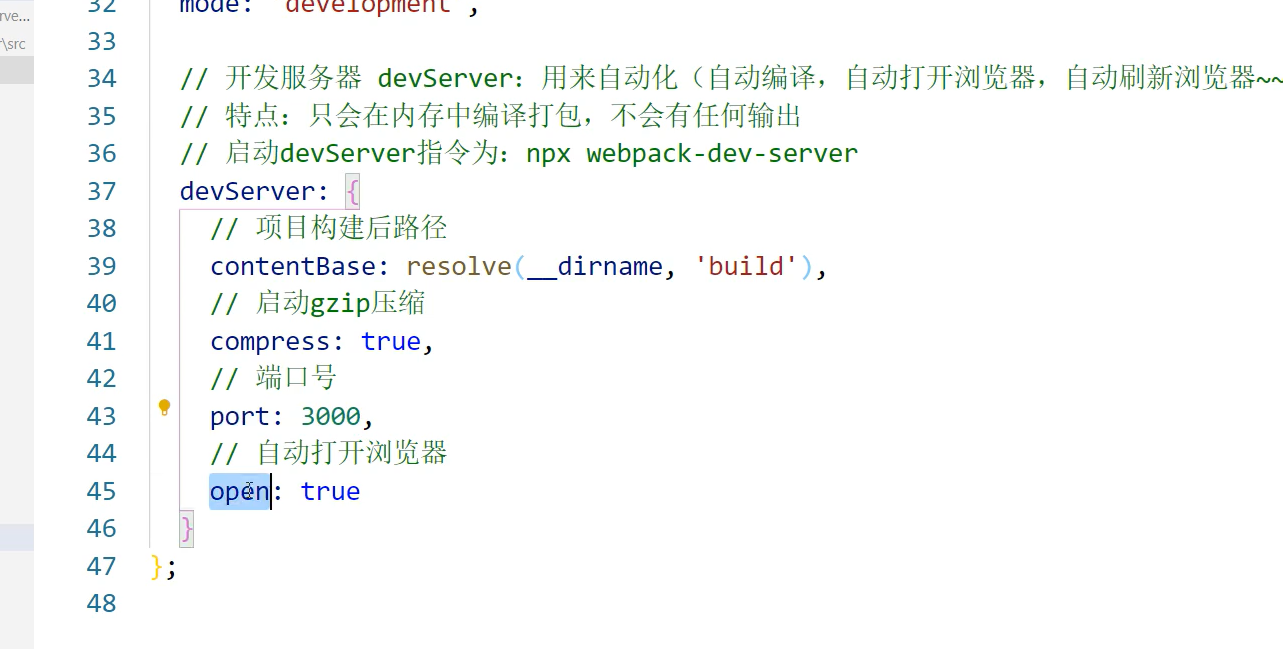 rve...
\src
32 mode: 'development',
33
34 // 开发服务器 devServer：用来自动化（自动编译，自动打开浏览器，自动刷新浏览器~~
35 // 特点：只会在内存中编译打包，不会有任何输出
36 // 启动devServer指令为：npx webpack-dev-server
37 devServer: {
38 // 项目构建后路径
39 contentBase: resolve(__dirname, 'build'),
40 // 启动gzip压缩
41 compress: true,
42 // 端口号
43 port: 3000,
44 // 自动打开浏览器
45 open: true
46 }
47 };
48